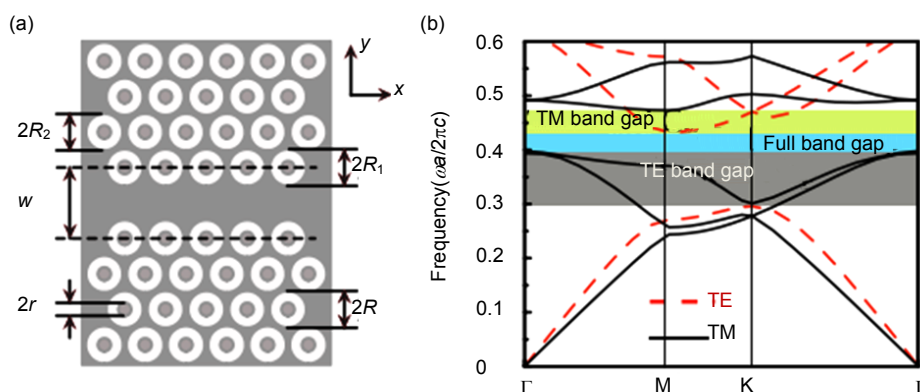 (a)
y
x
2R₂
2R₁
w
2r
2R
(b)
0.6
0.5
0.4
0.3
0.2
0.1
0
Frequency(ωa/2πc)
TM band gap
Full band gap
TE band gap
TE
TM
Γ
M
K